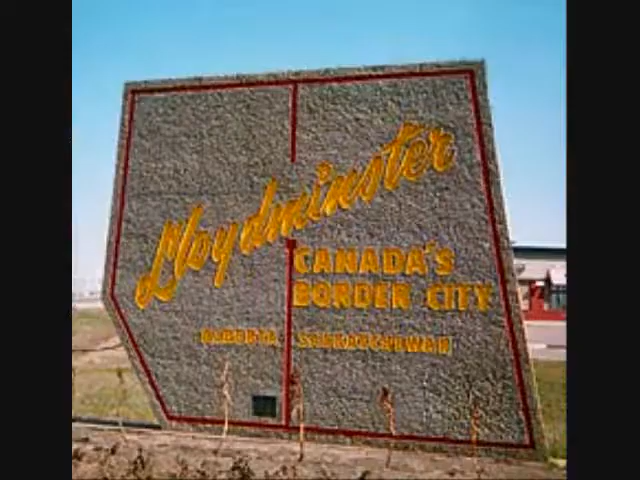 Lloydminster
CANADA'S
BORDER CITY
ALBERTA SASKATCHEWAN